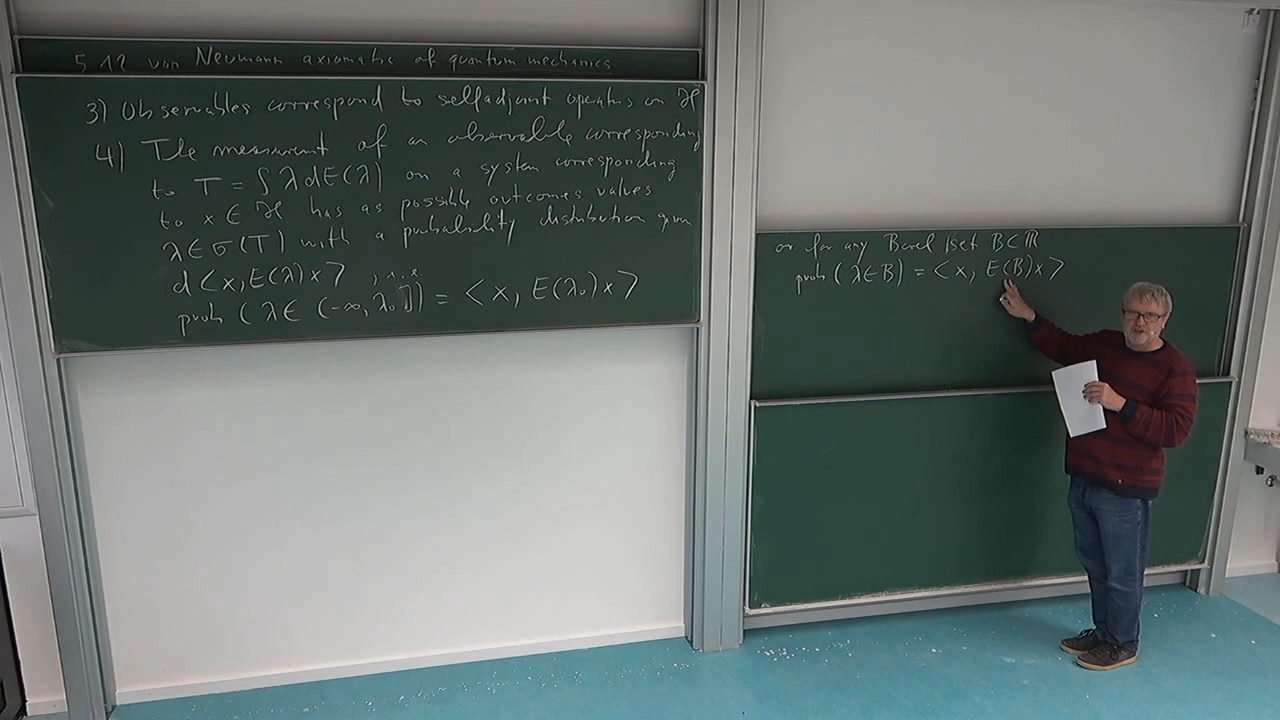 5.12 von Neumann axiomatic of quantum mechanics
3) Observables correspond to selfadjoint operators on ℋ
4) The measurment of an observable corresponding
to T = ∫ λ dE(λ) on a system corresponding
to x ∈ ℋ has as possible outcomes values
λ ∈ σ(T) with a probability distribution given
d<x, E(λ)x>, i.e.
prob (λ ∈ (-∞, λ₀]) = <x, E(λ₀)x>
or for any Borel set B ⊂ ℝ
prob (λ ∈ B) = <x, E(B)x>